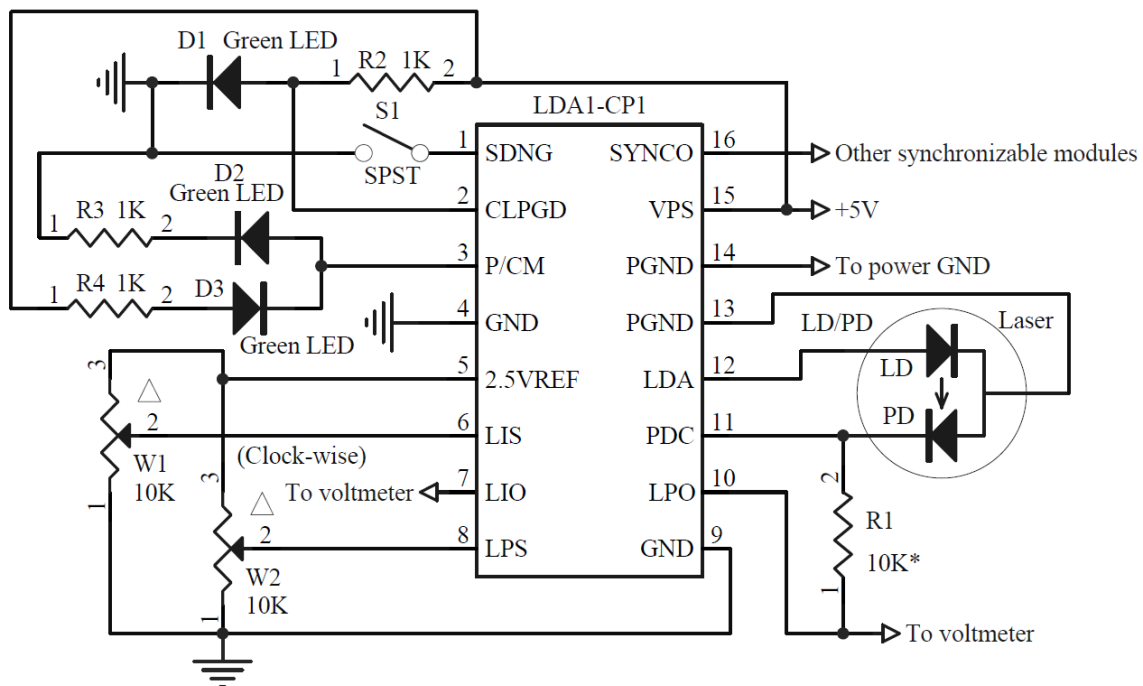 D1 Green LED
1 R2 1K 2
LDA1-CP1
S1
SPST
D2
Green LED
1 R3 1K 2
1 R4 1K 2
D3
Green LED
1 SDNG
2 CLPGD
3 P/CM
4 GND
5 2.5VREF
6 LIS
7 LIO
8 LPS
SYNCO 16
VPS 15
PGND 14
PGND 13
LDA 12
PDC 11
LPO 10
GND 9
Other synchronizable modules
+5V
To power GND
LD/PD
Laser
LD
PD
3
2
W1
10K
1
(Clock-wise)
To voltmeter
3
2
W2
10K
1
2
R1
10K*
1
To voltmeter